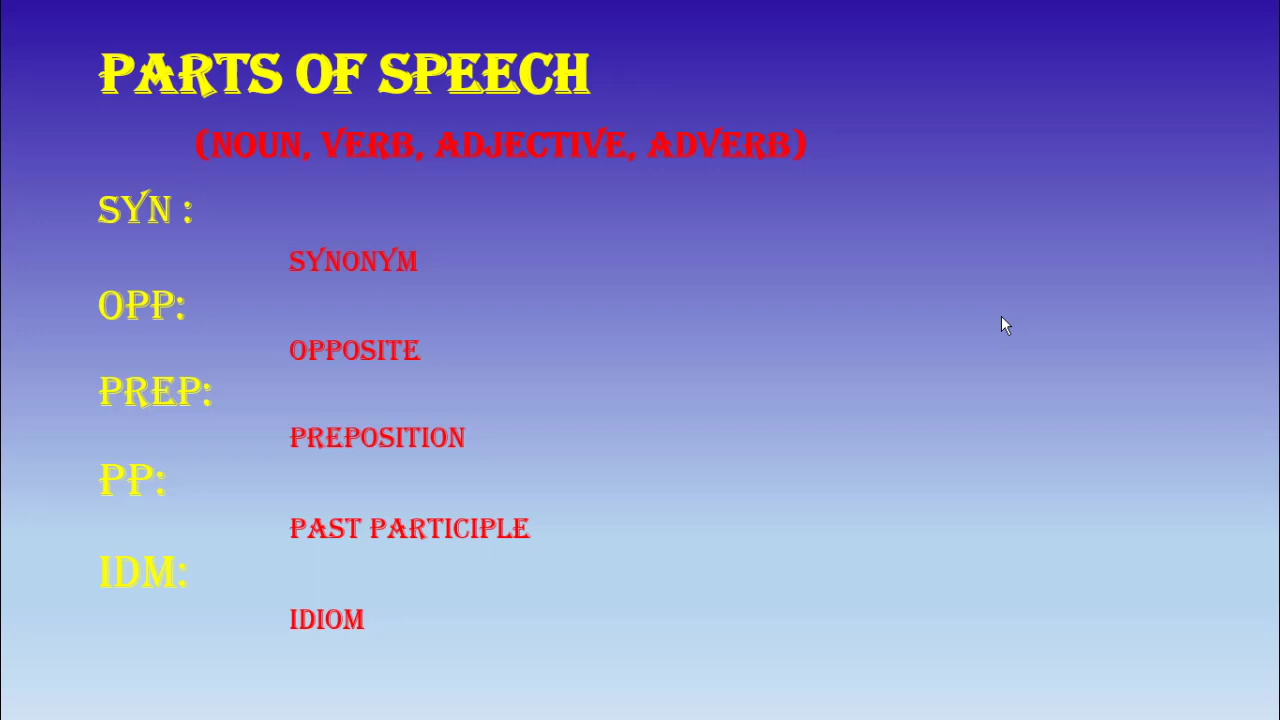 PARTS OF SPEECH
(NOUN, VERB, ADJECTIVE, ADVERB)
SYN :
SYNONYM
OPP:
OPPOSITE
PREP:
PREPOSITION
PP:
PAST PARTICIPLE
IDM:
IDIOM